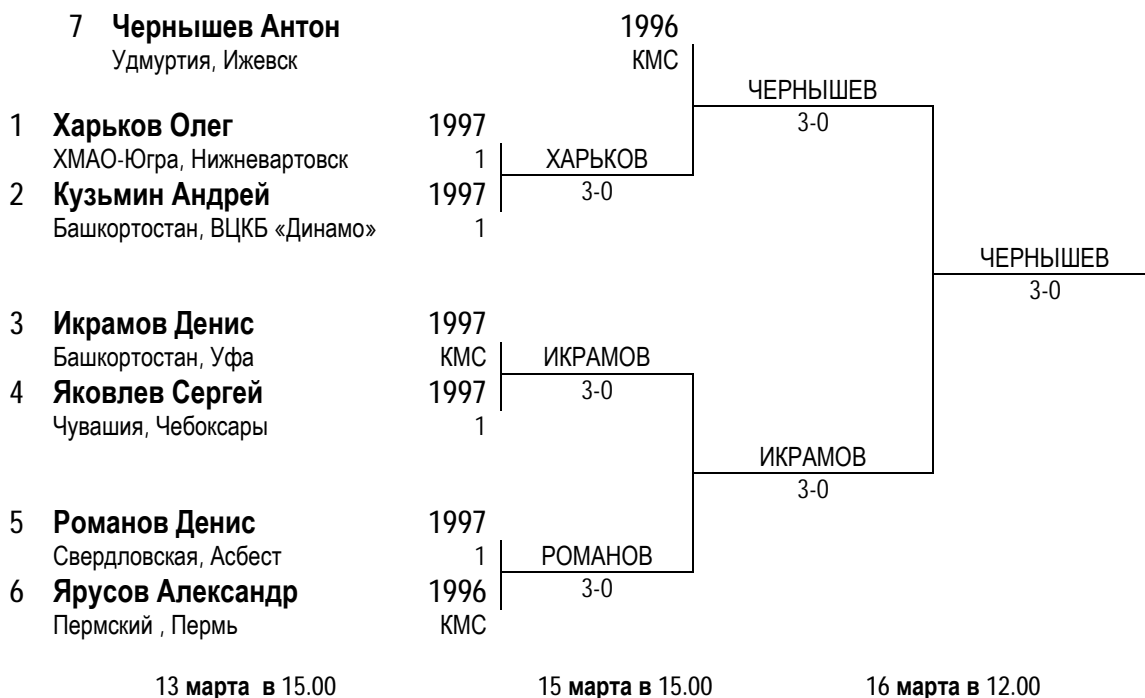 7 Чернышев Антон 1996
Удмуртия, Ижевск КМС
ЧЕРНЫШЕВ
3-0
1 Харьков Олег 1997
ХМАО-Югра, Нижневартовск 1
ХАРЬКОВ
2 Кузьмин Андрей 1997
3-0
Башкортостан, ВЦКБ «Динамо» 1
ЧЕРНЫШЕВ
3-0
3 Икрамов Денис 1997
Башкортостан, Уфа КМС
ИКРАМОВ
4 Яковлев Сергей 1997
3-0
Чувашия, Чебоксары 1
ИКРАМОВ
3-0
5 Романов Денис 1997
Свердловская, Асбест 1
РОМАНОВ
6 Ярусов Александр 1996
3-0
Пермский , Пермь КМС
13 марта в 15.00 15 марта в 15.00 16 марта в 12.00